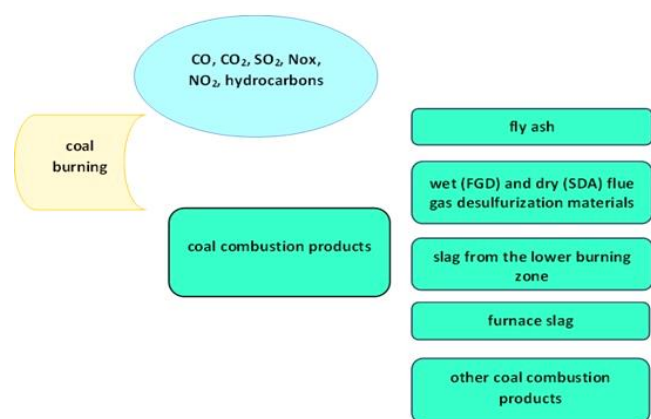 CO, CO₂, SO₂, Nox,
NO₂, hydrocarbons
coal
burning
coal combustion products
fly ash
wet (FGD) and dry (SDA) flue
gas desulfurization materials
slag from the lower burning
zone
furnace slag
other coal combustion
products